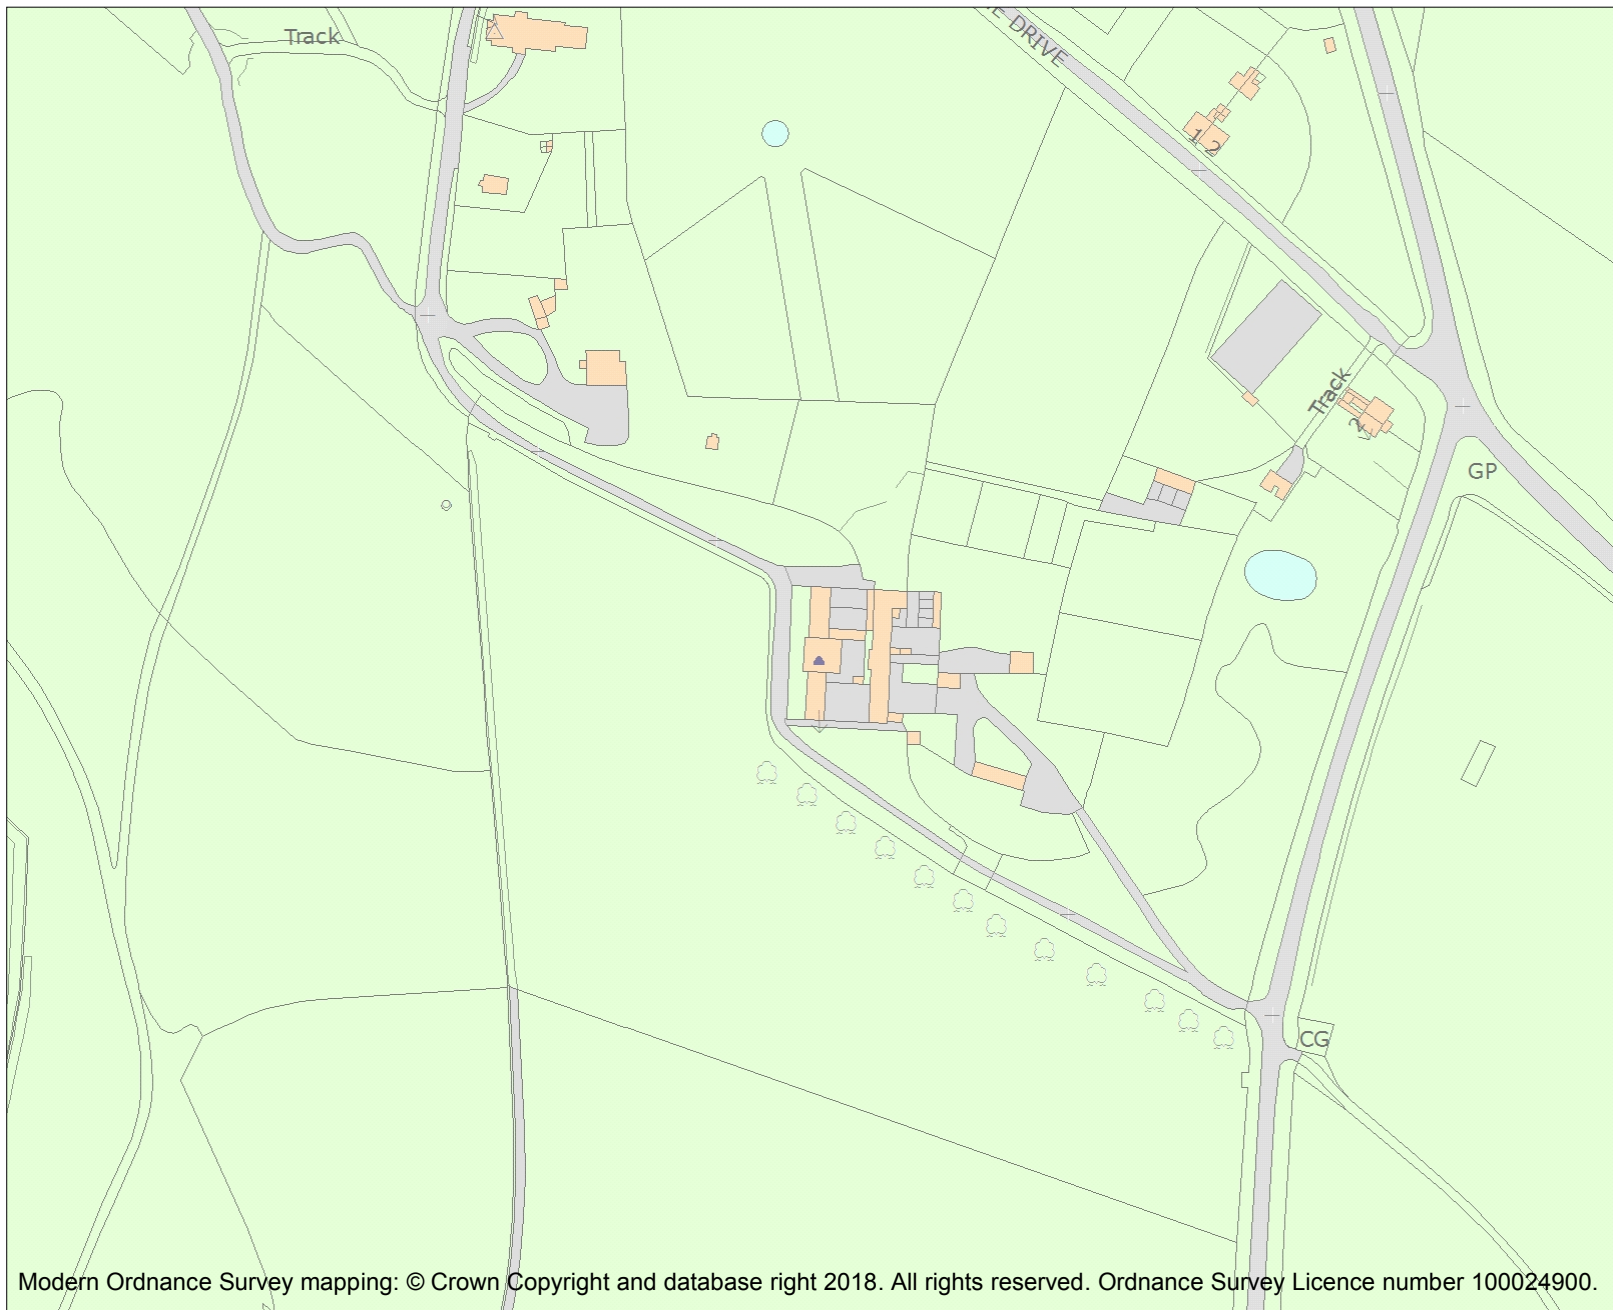 Track
DRIVE
1
2
Track
2
GP
CG
Modern Ordnance Survey mapping: © Crown Copyright and database right 2018. All rights reserved. Ordnance Survey Licence number 100024900.